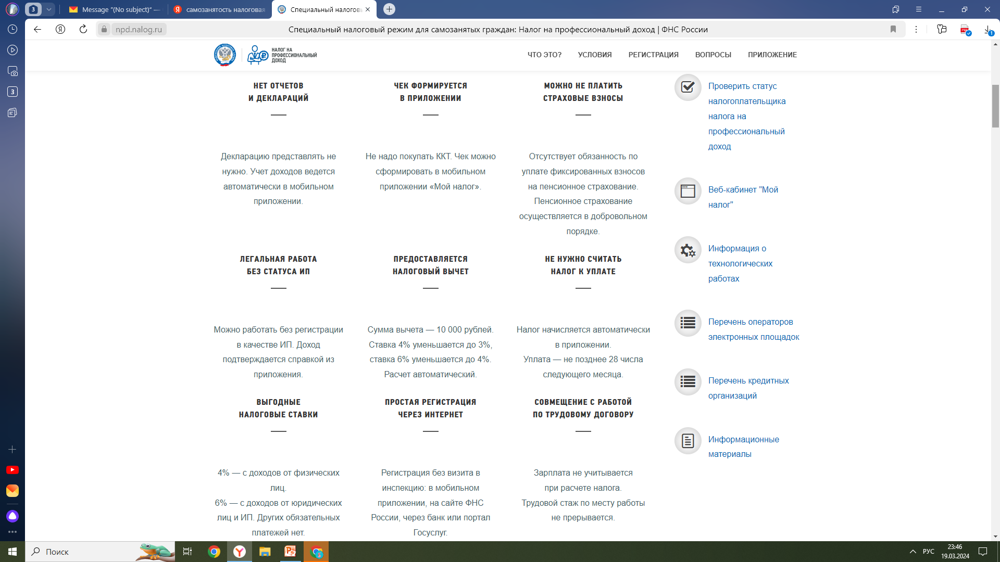 3
Message "(No subject)" —
самозанятость налоговая
Специальный налоговы
npd.nalog.ru
Специальный налоговый режим для самозанятых граждан: Налог на профессиональный доход | ФНС России
1
3
НАЛОГ НА
ПРОФЕССИОНАЛЬНЫЙ
ДОХОД
ЧТО ЭТО?
УСЛОВИЯ
РЕГИСТРАЦИЯ
ВОПРОСЫ
ПРИЛОЖЕНИЕ
НЕТ ОТЧЕТОВ
И ДЕКЛАРАЦИЙ
Декларацию представлять не
нужно. Учет доходов ведется
автоматически в мобильном
приложении.
ЧЕК ФОРМИРУЕТСЯ
В ПРИЛОЖЕНИИ
Не надо покупать ККТ. Чек можно
сформировать в мобильном
приложении «Мой налог».
МОЖНО НЕ ПЛАТИТЬ
СТРАХОВЫЕ ВЗНОСЫ
Отсутствует обязанность по
уплате фиксированных взносов
на пенсионное страхование.
Пенсионное страхование
осуществляется в добровольном
порядке.
ЛЕГАЛЬНАЯ РАБОТА
БЕЗ СТАТУСА ИП
Можно работать без регистрации
в качестве ИП. Доход
подтверждается справкой из
приложения.
ПРЕДОСТАВЛЯЕТСЯ
НАЛОГОВЫЙ ВЫЧЕТ
Сумма вычета — 10 000 рублей.
Ставка 4% уменьшается до 3%,
ставка 6% уменьшается до 4%.
Расчет автоматический.
НЕ НУЖНО СЧИТАТЬ
НАЛОГ К УПЛАТЕ
Налог начисляется автоматически
в приложении.
Уплата — не позднее 28 числа
следующего месяца.
ВЫГОДНЫЕ
НАЛОГОВЫЕ СТАВКИ
4% — с доходов от физических
лиц.
6% — с доходов от юридических
лиц и ИП. Других обязательных
платежей нет.
ПРОСТАЯ РЕГИСТРАЦИЯ
ЧЕРЕЗ ИНТЕРНЕТ
Регистрация без визита в
инспекцию: в мобильном
приложении, на сайте ФНС
России, через банк или портал
Госуслуг.
СОВМЕЩЕНИЕ С РАБОТОЙ
ПО ТРУДОВОМУ ДОГОВОРУ
Зарплата не учитывается
при расчете налога.
Трудовой стаж по месту работы
не прерывается.
Проверить статус
налогоплательщика
налога на
профессиональный
доход
Веб-кабинет "Мой
налог"
Информация о
технологических
работах
Перечень операторов
электронных площадок
Перечень кредитных
организаций
Информационные
материалы
Поиск
РУС
23:46
19.03.2024